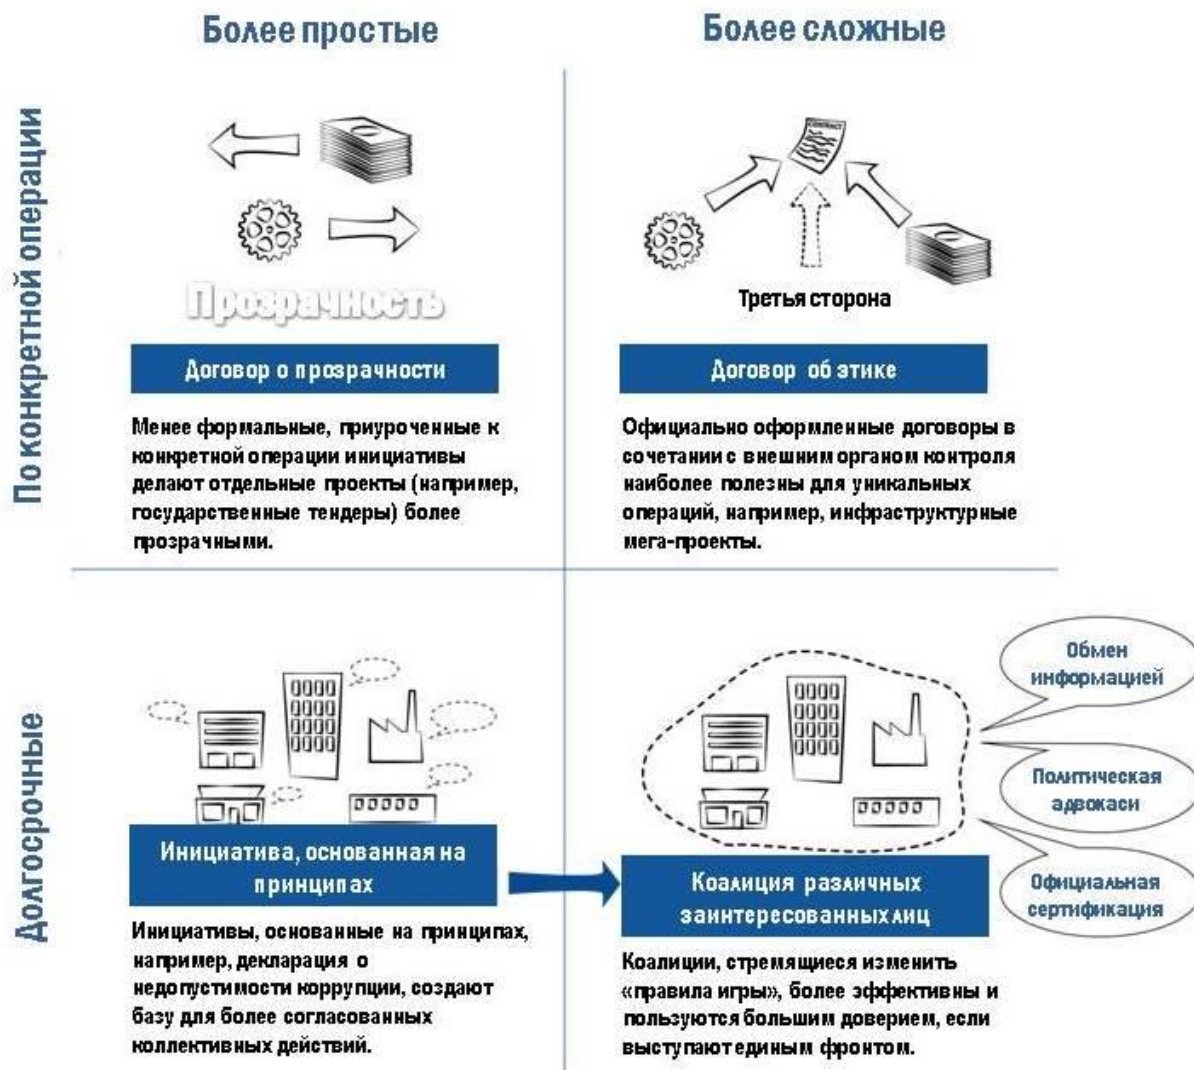 Более простые
Более сложные
По конкретной операции
CONTRACT
Прозрачность
Третья сторона
Договор о прозрачности
Менее формальные, приуроченные к
конкретной операции инициативы
делают отдельные проекты (например,
государственные тендеры) более
прозрачными.
Договор об этике
Официально оформленные договоры в
сочетании с внешним органом контроля
наиболее полезны для уникальных
операций, например, инфраструктурные
мега-проекты.
Долгосрочные
Инициатива, основанная на
принципах
Инициативы, основанные на принципах,
например, декларация о
недопустимости коррупции, создают
базу для более согласованных
коллективных действий.
Обмен
информацией
Политическая
адвокаси
Официальная
сертификация
Коалиция различных
заинтересованных лиц
Коалиции, стремящиеся изменить
«правила игры», более эффективны и
пользуются большим доверием, если
выступают единым фронтом.